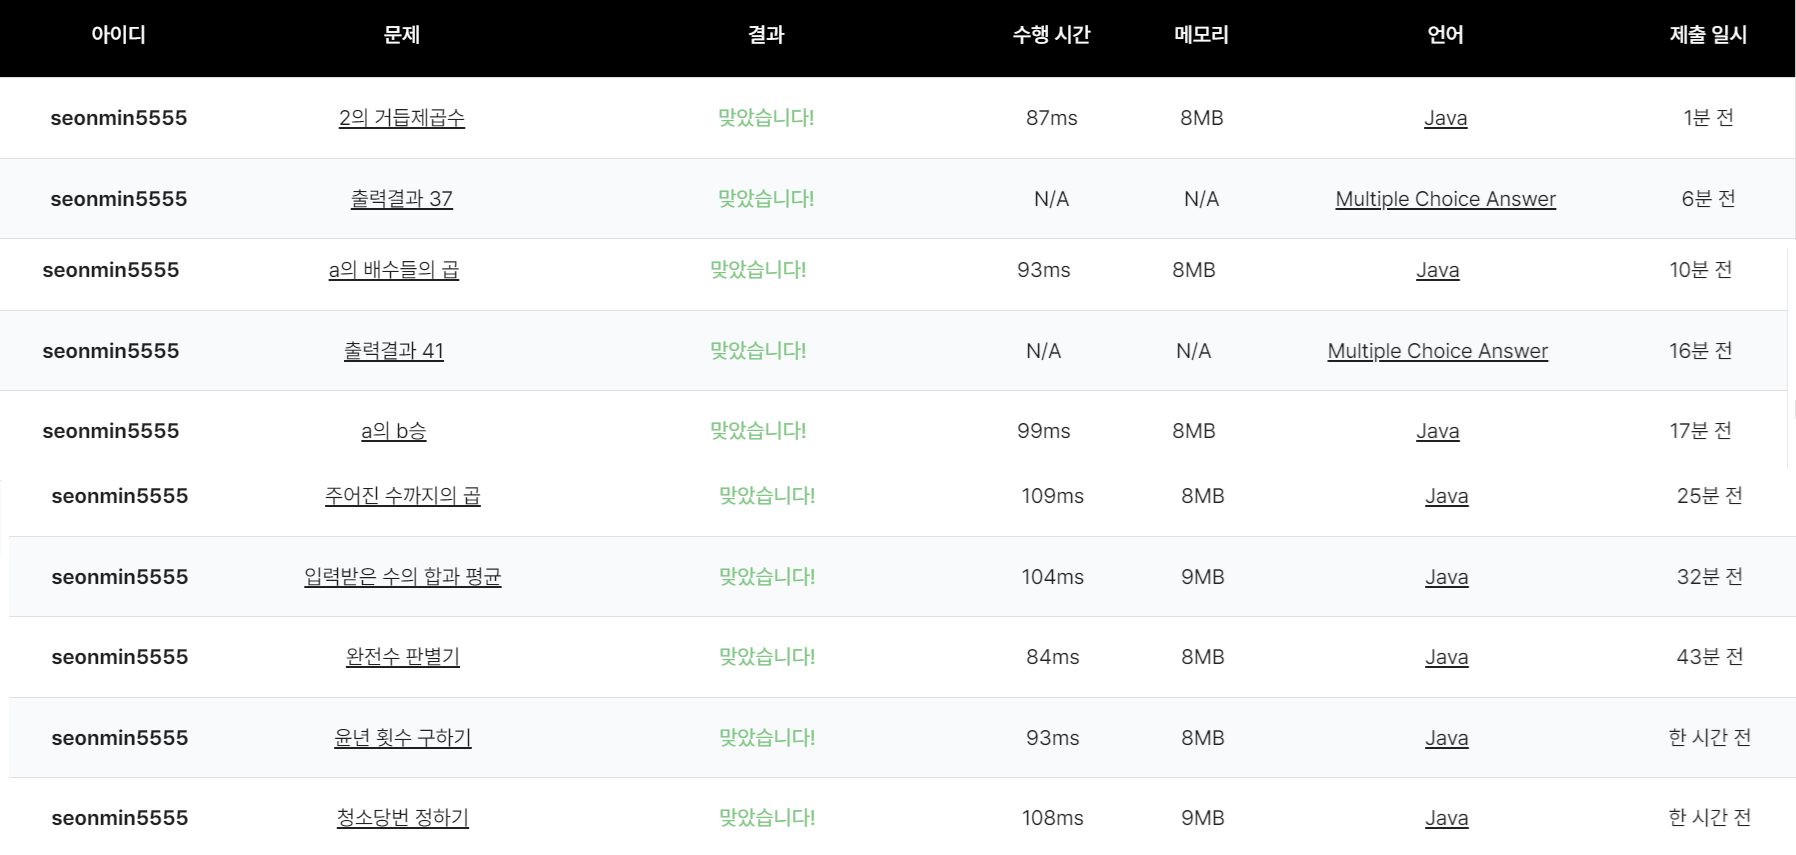 아이디 문제 결과 수행 시간 메모리 언어 제출 일시
seonmin5555 2의 거듭제곱수 맞았습니다! 87ms 8MB Java 1분 전
seonmin5555 출력결과 37 맞았습니다! N/A N/A Multiple Choice Answer 6분 전
seonmin5555 a의 배수들의 곱 맞았습니다! 93ms 8MB Java 10분 전
seonmin5555 출력결과 41 맞았습니다! N/A N/A Multiple Choice Answer 16분 전
seonmin5555 a의 b승 맞았습니다! 99ms 8MB Java 17분 전
seonmin5555 주어진 수까지의 곱 맞았습니다! 109ms 8MB Java 25분 전
seonmin5555 입력받은 수의 합과 평균 맞았습니다! 104ms 9MB Java 32분 전
seonmin5555 완전수 판별기 맞았습니다! 84ms 8MB Java 43분 전
seonmin5555 윤년 횟수 구하기 맞았습니다! 93ms 8MB Java 한 시간 전
seonmin5555 청소당번 정하기 맞았습니다! 108ms 9MB Java 한 시간 전